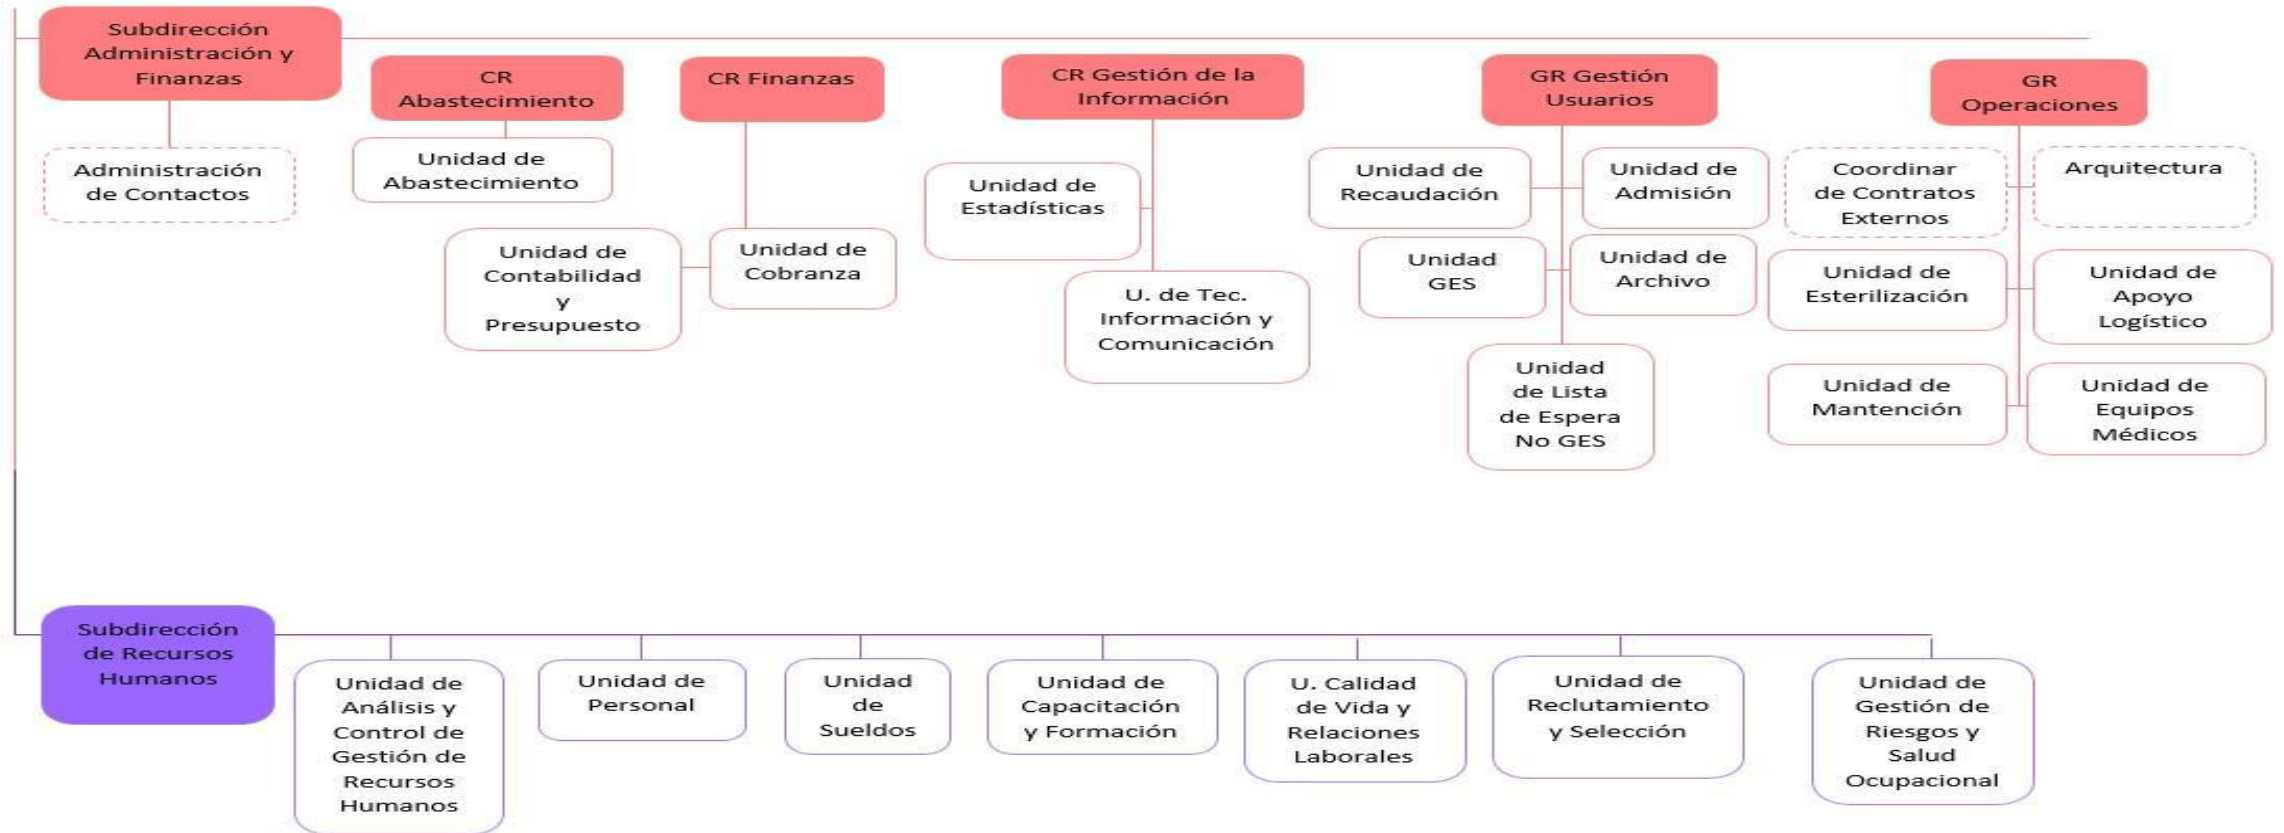 Subdirección
Administración y
Finanzas
CR
Abastecimiento
CR Finanzas
CR Gestión de la
Información
GR Gestión
Usuarios
GR
Operaciones
Administración
de Contactos
Unidad de
Abastecimiento
Unidad de
Contabilidad
y
Presupuesto
Unidad de
Cobranza
Unidad de
Estadísticas
U. de Tec.
Información y
Comunicación
Unidad de
Recaudación
Unidad de
Admisión
Unidad
GES
Unidad de
Archivo
Unidad
de Lista
de Espera
No GES
Coordinar
de Contratos
Externos
Arquitectura
Unidad de
Esterilización
Unidad de
Apoyo
Logístico
Unidad de
Mantención
Unidad de
Equipos
Médicos
Subdirección
de Recursos
Humanos
Unidad de
Análisis y
Control de
Gestión de
Recursos
Humanos
Unidad de
Personal
Unidad
de
Sueldos
Unidad de
Capacitación
y Formación
U. Calidad
de Vida y
Relaciones
Laborales
Unidad de
Reclutamiento
y Selección
Unidad de
Gestión de
Riesgos y
Salud
Ocupacional